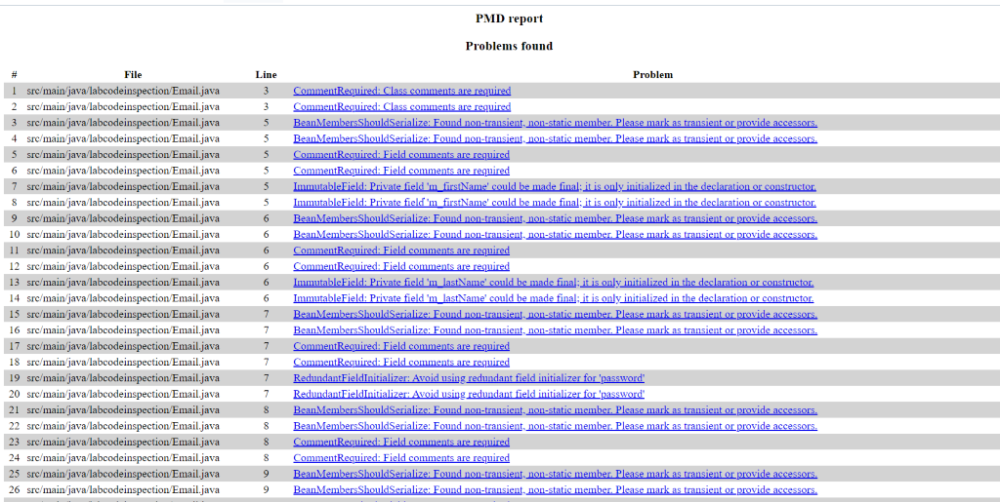 PMD report
Problems found
# File Line Problem
1 src/main/java/labcodeinspection/Email.java 3 CommentRequired: Class comments are required
2 src/main/java/labcodeinspection/Email.java 3 CommentRequired: Class comments are required
3 src/main/java/labcodeinspection/Email.java 5 BeanMembersShouldSerialize: Found non-transient, non-static member. Please mark as transient or provide accessors.
4 src/main/java/labcodeinspection/Email.java 5 BeanMembersShouldSerialize: Found non-transient, non-static member. Please mark as transient or provide accessors.
5 src/main/java/labcodeinspection/Email.java 5 CommentRequired: Field comments are required
6 src/main/java/labcodeinspection/Email.java 5 CommentRequired: Field comments are required
7 src/main/java/labcodeinspection/Email.java 5 ImmutableField: Private field 'm_firstName' could be made final; it is only initialized in the declaration or constructor.
8 src/main/java/labcodeinspection/Email.java 5 ImmutableField: Private field 'm_firstName' could be made final; it is only initialized in the declaration or constructor.
9 src/main/java/labcodeinspection/Email.java 6 BeanMembersShouldSerialize: Found non-transient, non-static member. Please mark as transient or provide accessors.
10 src/main/java/labcodeinspection/Email.java 6 BeanMembersShouldSerialize: Found non-transient, non-static member. Please mark as transient or provide accessors.
11 src/main/java/labcodeinspection/Email.java 6 CommentRequired: Field comments are required
12 src/main/java/labcodeinspection/Email.java 6 CommentRequired: Field comments are required
13 src/main/java/labcodeinspection/Email.java 6 ImmutableField: Private field 'm_lastName' could be made final; it is only initialized in the declaration or constructor.
14 src/main/java/labcodeinspection/Email.java 6 ImmutableField: Private field 'm_lastName' could be made final; it is only initialized in the declaration or constructor.
15 src/main/java/labcodeinspection/Email.java 7 BeanMembersShouldSerialize: Found non-transient, non-static member. Please mark as transient or provide accessors.
16 src/main/java/labcodeinspection/Email.java 7 BeanMembersShouldSerialize: Found non-transient, non-static member. Please mark as transient or provide accessors.
17 src/main/java/labcodeinspection/Email.java 7 CommentRequired: Field comments are required
18 src/main/java/labcodeinspection/Email.java 7 CommentRequired: Field comments are required
19 src/main/java/labcodeinspection/Email.java 7 RedundantFieldInitializer: Avoid using redundant field initializer for 'password'
20 src/main/java/labcodeinspection/Email.java 7 RedundantFieldInitializer: Avoid using redundant field initializer for 'password'
21 src/main/java/labcodeinspection/Email.java 8 BeanMembersShouldSerialize: Found non-transient, non-static member. Please mark as transient or provide accessors.
22 src/main/java/labcodeinspection/Email.java 8 BeanMembersShouldSerialize: Found non-transient, non-static member. Please mark as transient or provide accessors.
23 src/main/java/labcodeinspection/Email.java 8 CommentRequired: Field comments are required
24 src/main/java/labcodeinspection/Email.java 8 CommentRequired: Field comments are required
25 src/main/java/labcodeinspection/Email.java 9 BeanMembersShouldSerialize: Found non-transient, non-static member. Please mark as transient or provide accessors.
26 src/main/java/labcodeinspection/Email.java 9 BeanMembersShouldSerialize: Found non-transient, non-static member. Please mark as transient or provide accessors.